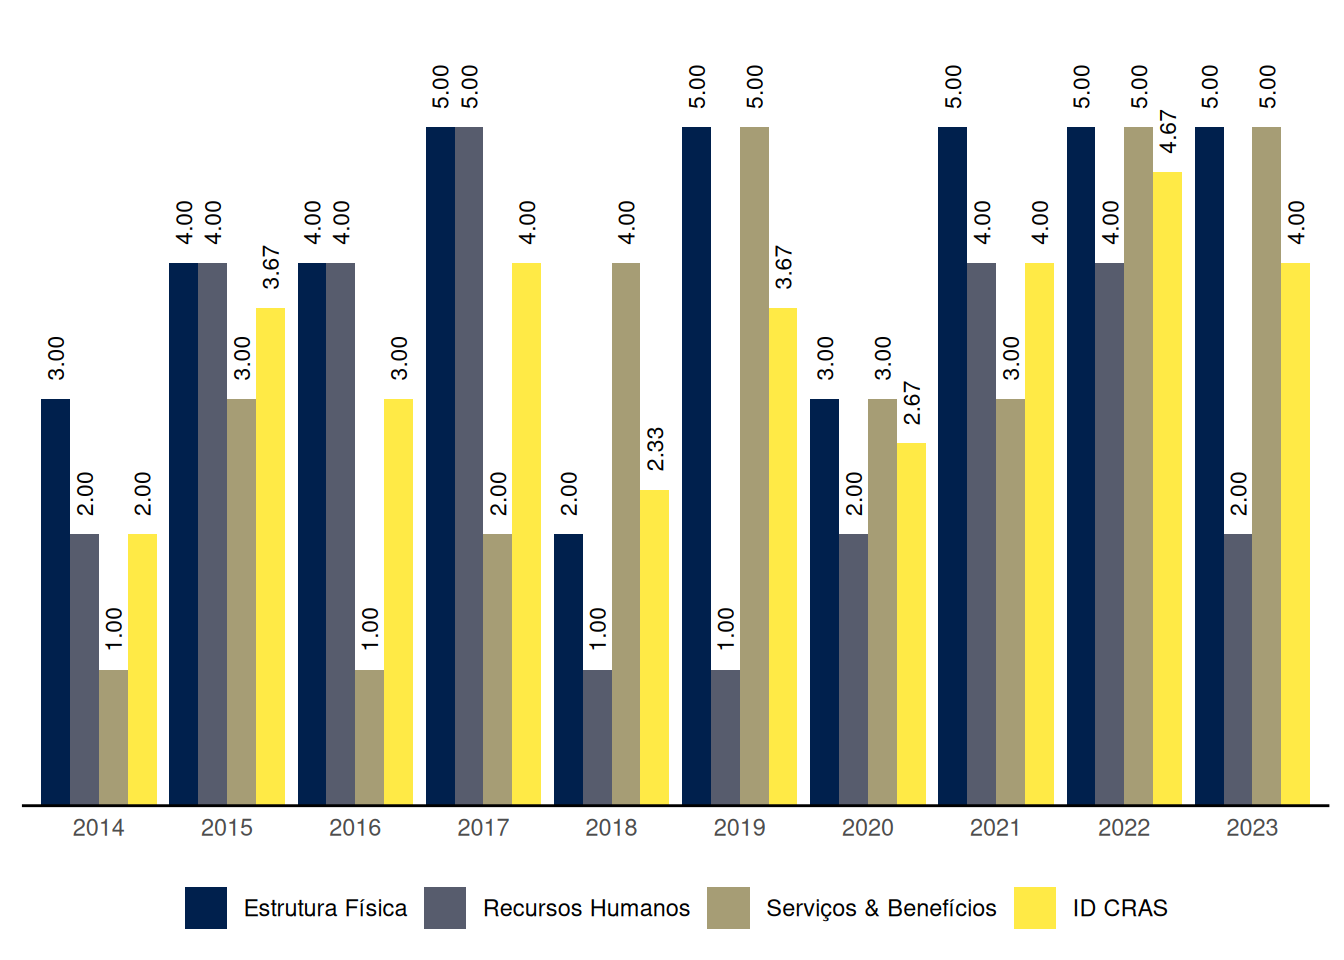 5.00 5.00 5.00 5.00 5.00 5.00 5.00 5.00 5.00
4.67
4.00 4.00 4.00 4.00 4.00 4.00 4.00 4.00 4.00 4.00
3.67 3.67
3.00 3.00 3.00 3.00 3.00 3.00
2.67
2.33
2.00 2.00 2.00 2.00 2.00 2.00
1.00 1.00 1.00 1.00
2014 2015 2016 2017 2018 2019 2020 2021 2022 2023
Estrutura Física Recursos Humanos Serviços & Benefícios ID CRAS